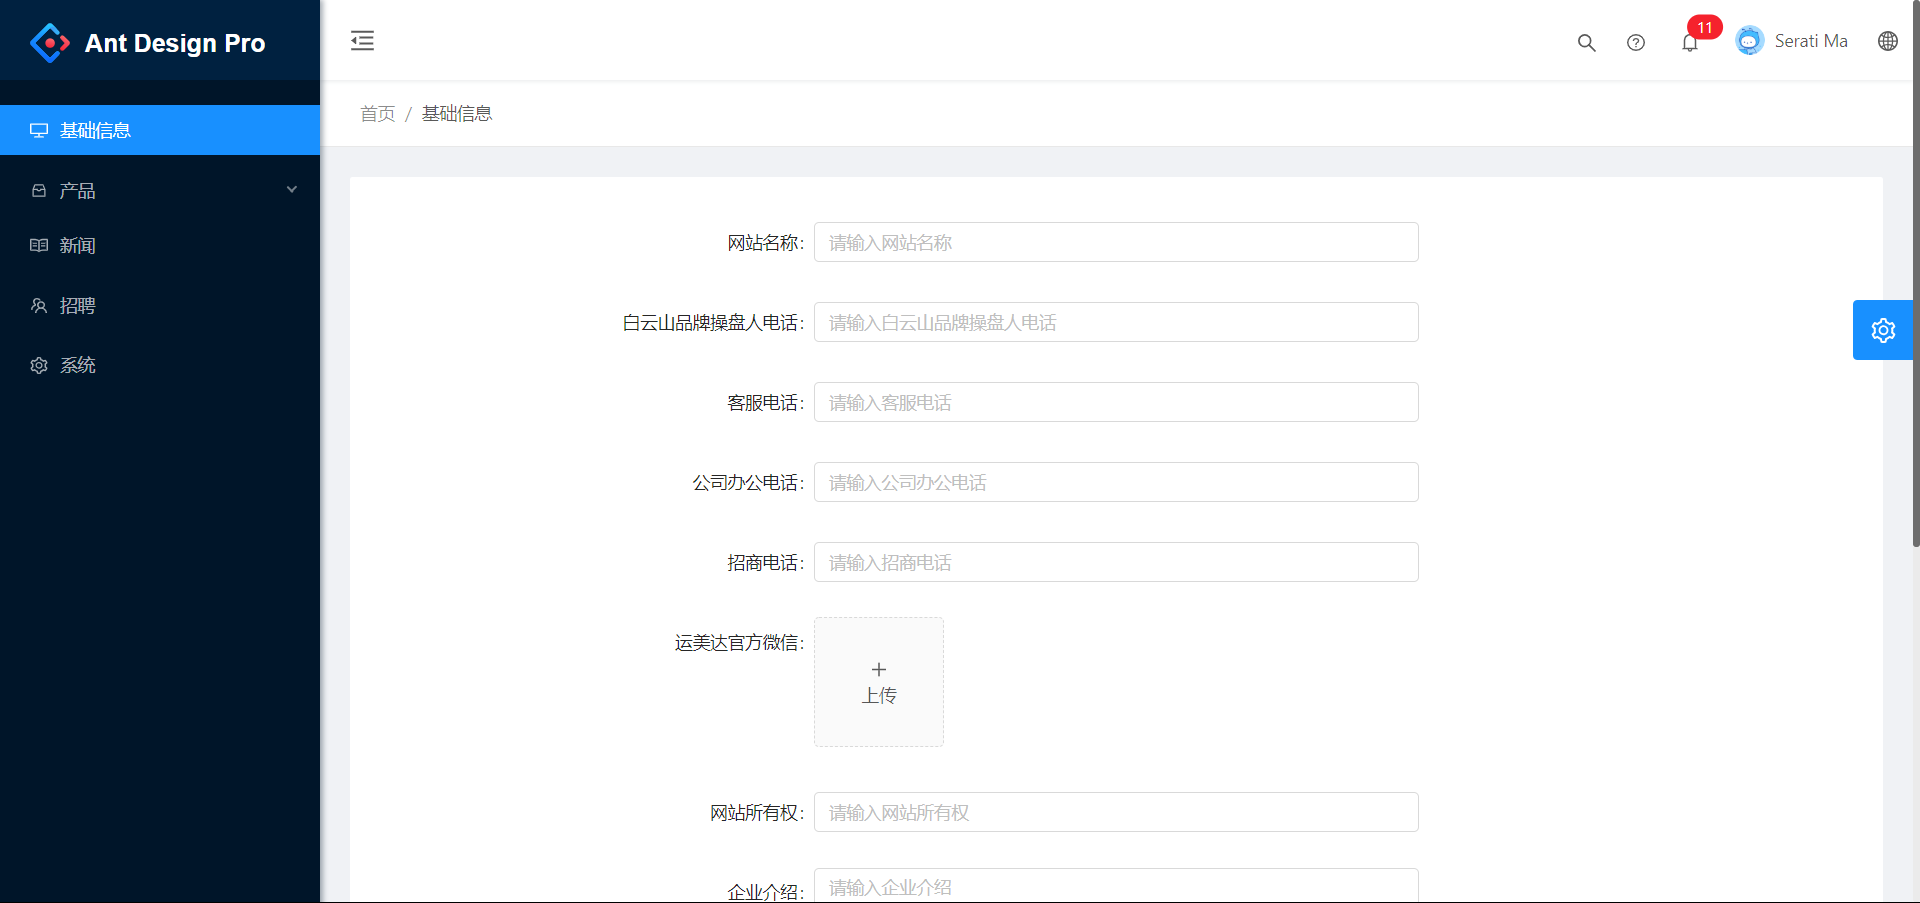 Ant Design Pro
11
Serati Ma
首页 / 基础信息
基础信息
产品
新闻
招聘
系统
网站名称: 请输入网站名称
白云山品牌操盘人电话: 请输入白云山品牌操盘人电话
客服电话: 请输入客服电话
公司办公电话: 请输入公司办公电话
招商电话: 请输入招商电话
运美达官方微信:
上传
网站所有权: 请输入网站所有权
企业介绍: 请输入企业介绍